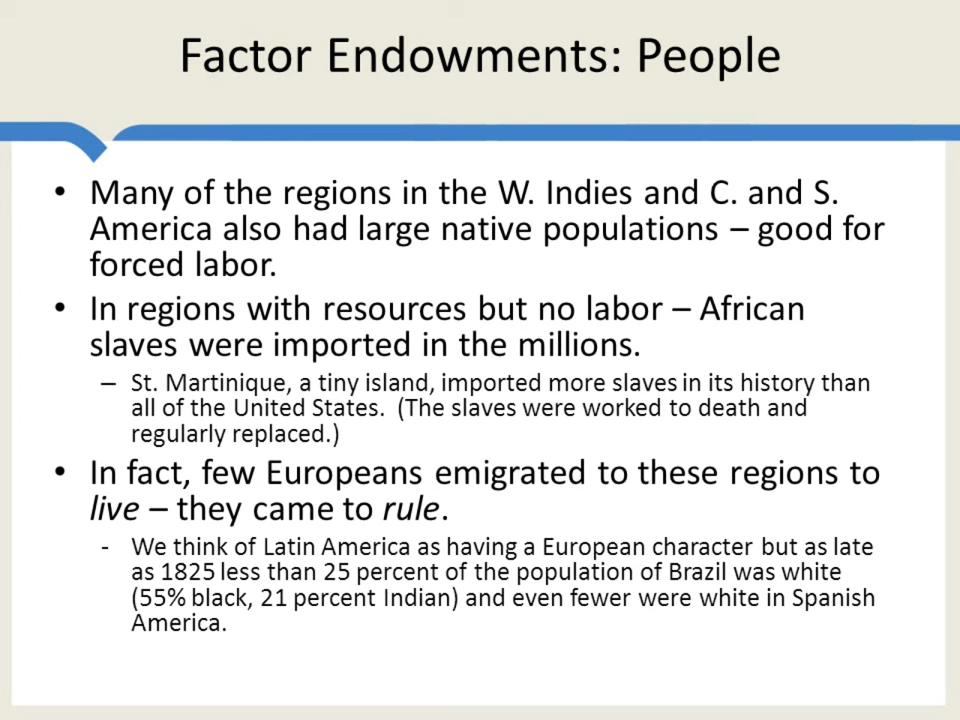 Factor Endowments: People
• Many of the regions in the W. Indies and C. and S.
America also had large native populations – good for
forced labor.
• In regions with resources but no labor – African
slaves were imported in the millions.
– St. Martinique, a tiny island, imported more slaves in its history than
all of the United States. (The slaves were worked to death and
regularly replaced.)
• In fact, few Europeans emigrated to these regions to
live – they came to rule.
- We think of Latin America as having a European character but as late
as 1825 less than 25 percent of the population of Brazil was white
(55% black, 21 percent Indian) and even fewer were white in Spanish
America.